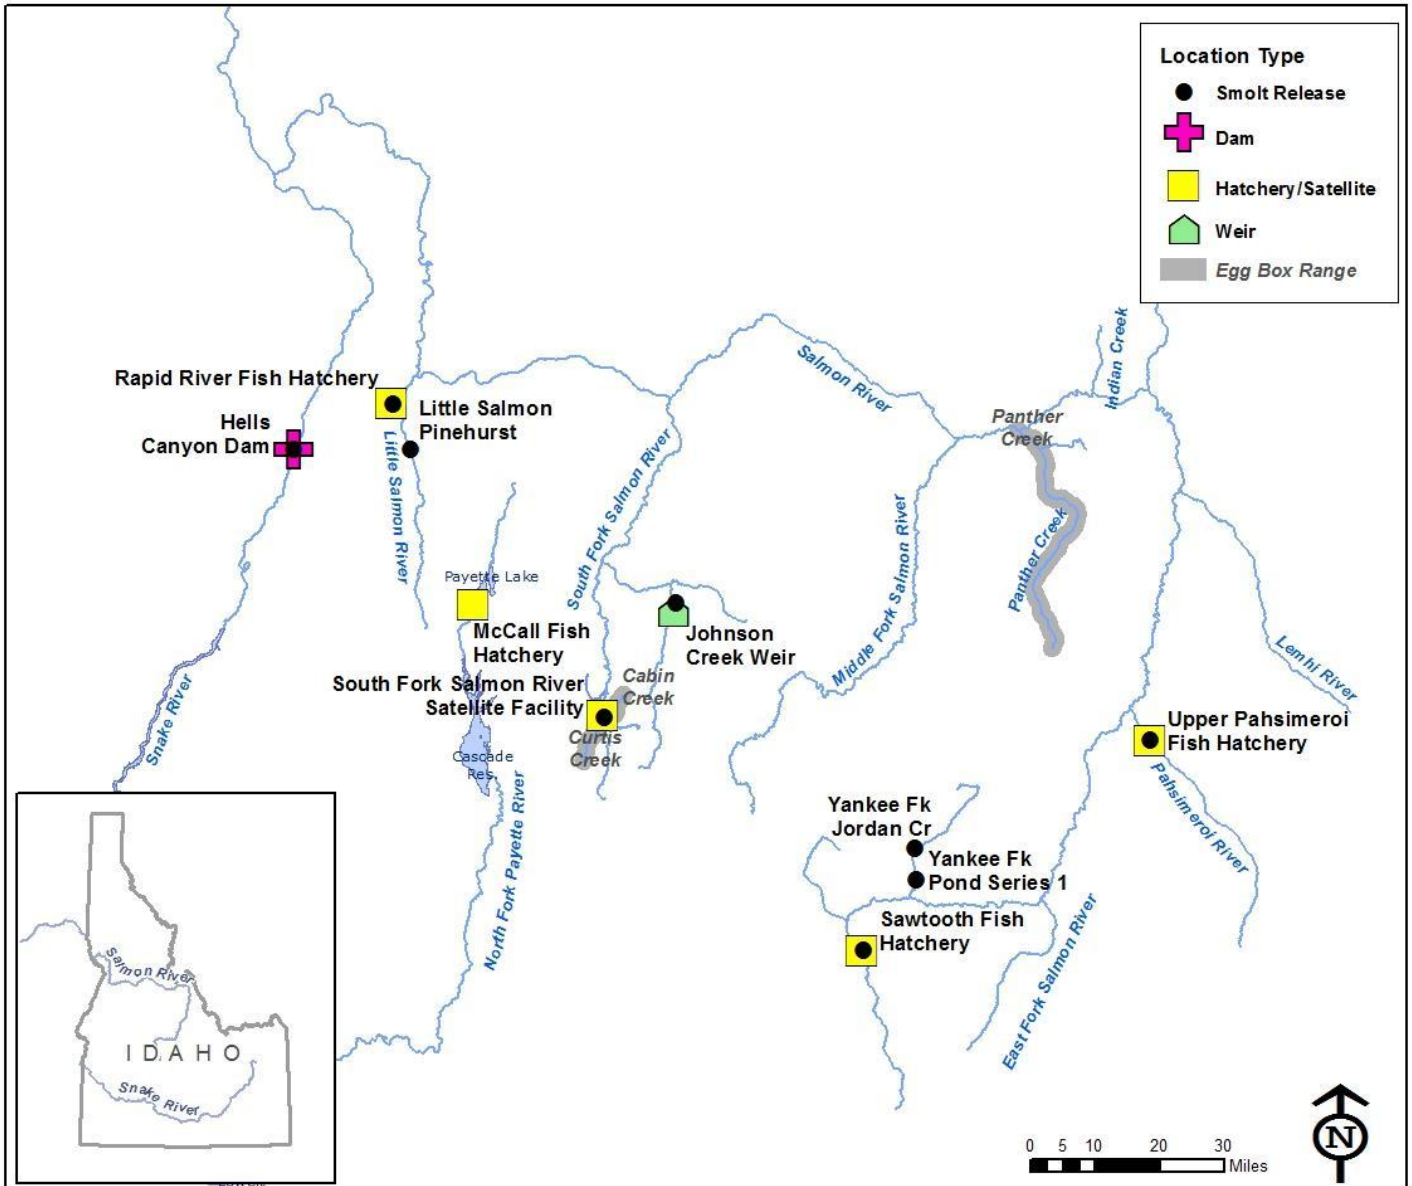 Location Type
Smolt Release
Dam
Hatchery/Satellite
Weir
Egg Box Range
Indian Creek
Salmon River
Rapid River Fish Hatchery
Hells
Canyon Dam
Little Salmon
Pinehurst
Little Salmon River
Panther
Creek
Panther Creek
South Fork Salmon River
Middle Fork Salmon River
Payette Lake
McCall Fish
Hatchery
Johnson
Creek Weir
Lemhi River
South Fork Salmon River
Satellite Facility
Cabin
Creek
Curtis
Creek
Snake River
Cascade
Res.
Upper Pahsimeroi
Fish Hatchery
Pahsimeroi River
North Fork Payette River
Yankee Fk
Jordan Cr
Yankee Fk
Pond Series 1
Sawtooth Fish
Hatchery
East Fork Salmon River
Salmon River
IDAHO
Snake River
N
0 5 10 20 30
Miles